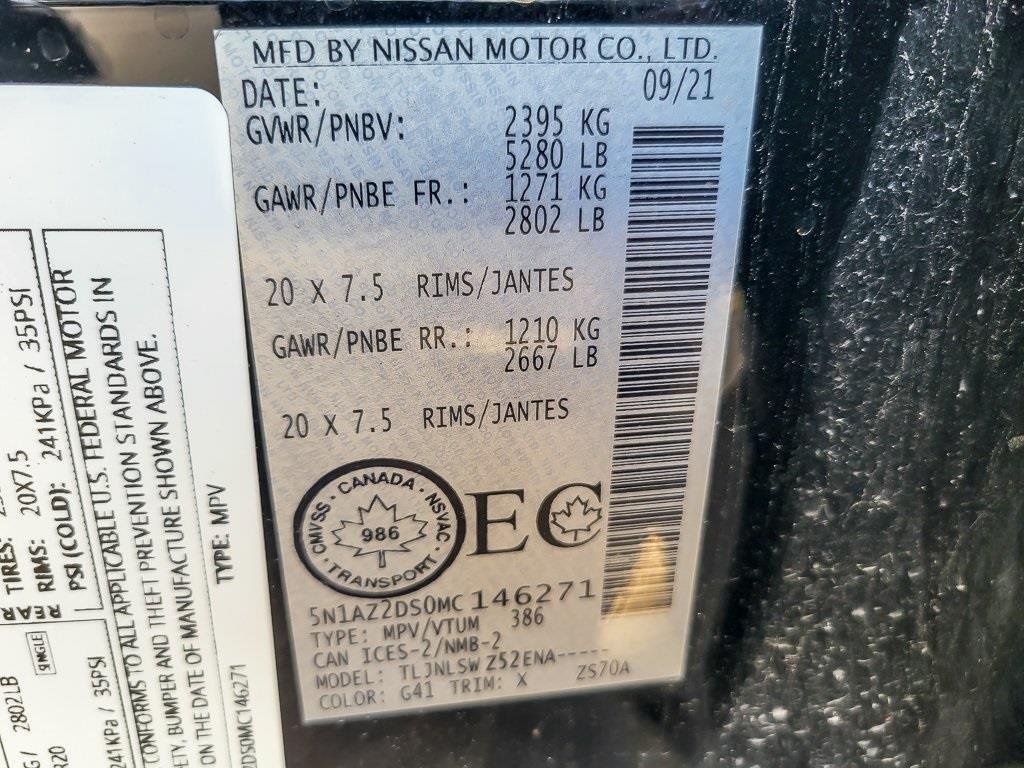 MFD BY NISSAN MOTOR CO., LTD.
DATE: 09/21
GVWR/PNBV: 2395 KG
5280 LB
GAWR/PNBE FR.: 1271 KG
2802 LB
20 X 7.5 RIMS/JANTES
GAWR/PNBE RR.: 1210 KG
2667 LB
20 X 7.5 RIMS/JANTES
CMVSS · CANADA · NSVAC · TRANSPORT ·
986
EC
5N1AZ2DS0MC146271
TYPE: MPV/VTUM 386
CAN ICES-2/NMB-2
MODEL: TLJNLSW Z52ENA-----
COLOR: G41 TRIM: X ZS70A
TIRES:
RIMS: 20X7.5
PSI(COLD): 241KPa / 35PSI
SINGLE
2802LB
R20
241KPa / 35PSI
CONFORMS TO ALL APPLICABLE U.S. FEDERAL MOTOR
BUMPER AND THEFT PREVENTION STANDARDS IN
ON THE DATE OF MANUFACTURE SHOWN ABOVE.
2DS0MC146271 TYPE: MPV